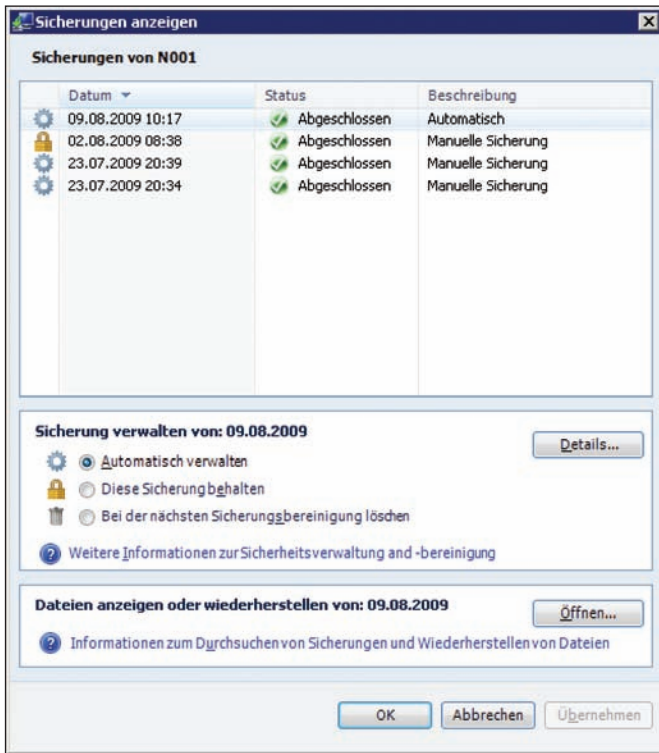 Sicherungen anzeigen
Sicherungen von N001
Datum Status Beschreibung
09.08.2009 10:17 Abgeschlossen Automatisch
02.08.2009 08:38 Abgeschlossen Manuelle Sicherung
23.07.2009 20:39 Abgeschlossen Manuelle Sicherung
23.07.2009 20:34 Abgeschlossen Manuelle Sicherung
Sicherung verwalten von: 09.08.2009
Details...
Automatisch verwalten
Diese Sicherung behalten
Bei der nächsten Sicherungsbereinigung löschen
Weitere Informationen zur Sicherheitsverwaltung and -bereinigung
Dateien anzeigen oder wiederherstellen von: 09.08.2009
Öffnen...
Informationen zum Durchsuchen von Sicherungen und Wiederherstellen von Dateien
OK Abbrechen Übernehmen